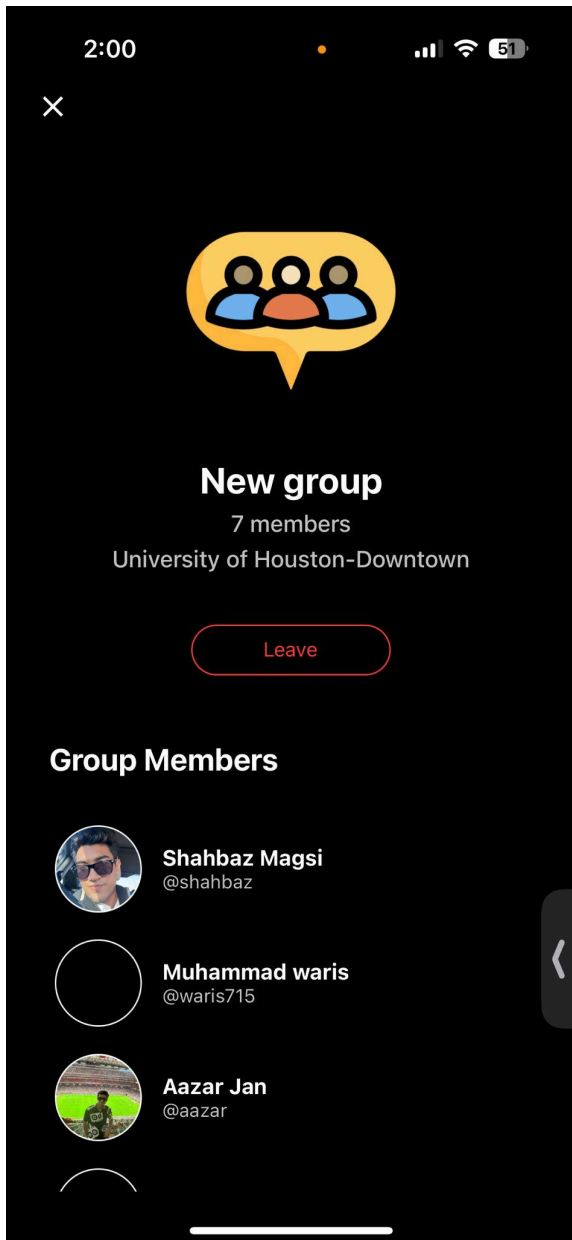 2:00
51
New group
7 members
University of Houston-Downtown
Leave
Group Members
Shahbaz Magsi
@shahbaz
Muhammad waris
@waris715
Aazar Jan
@aazar